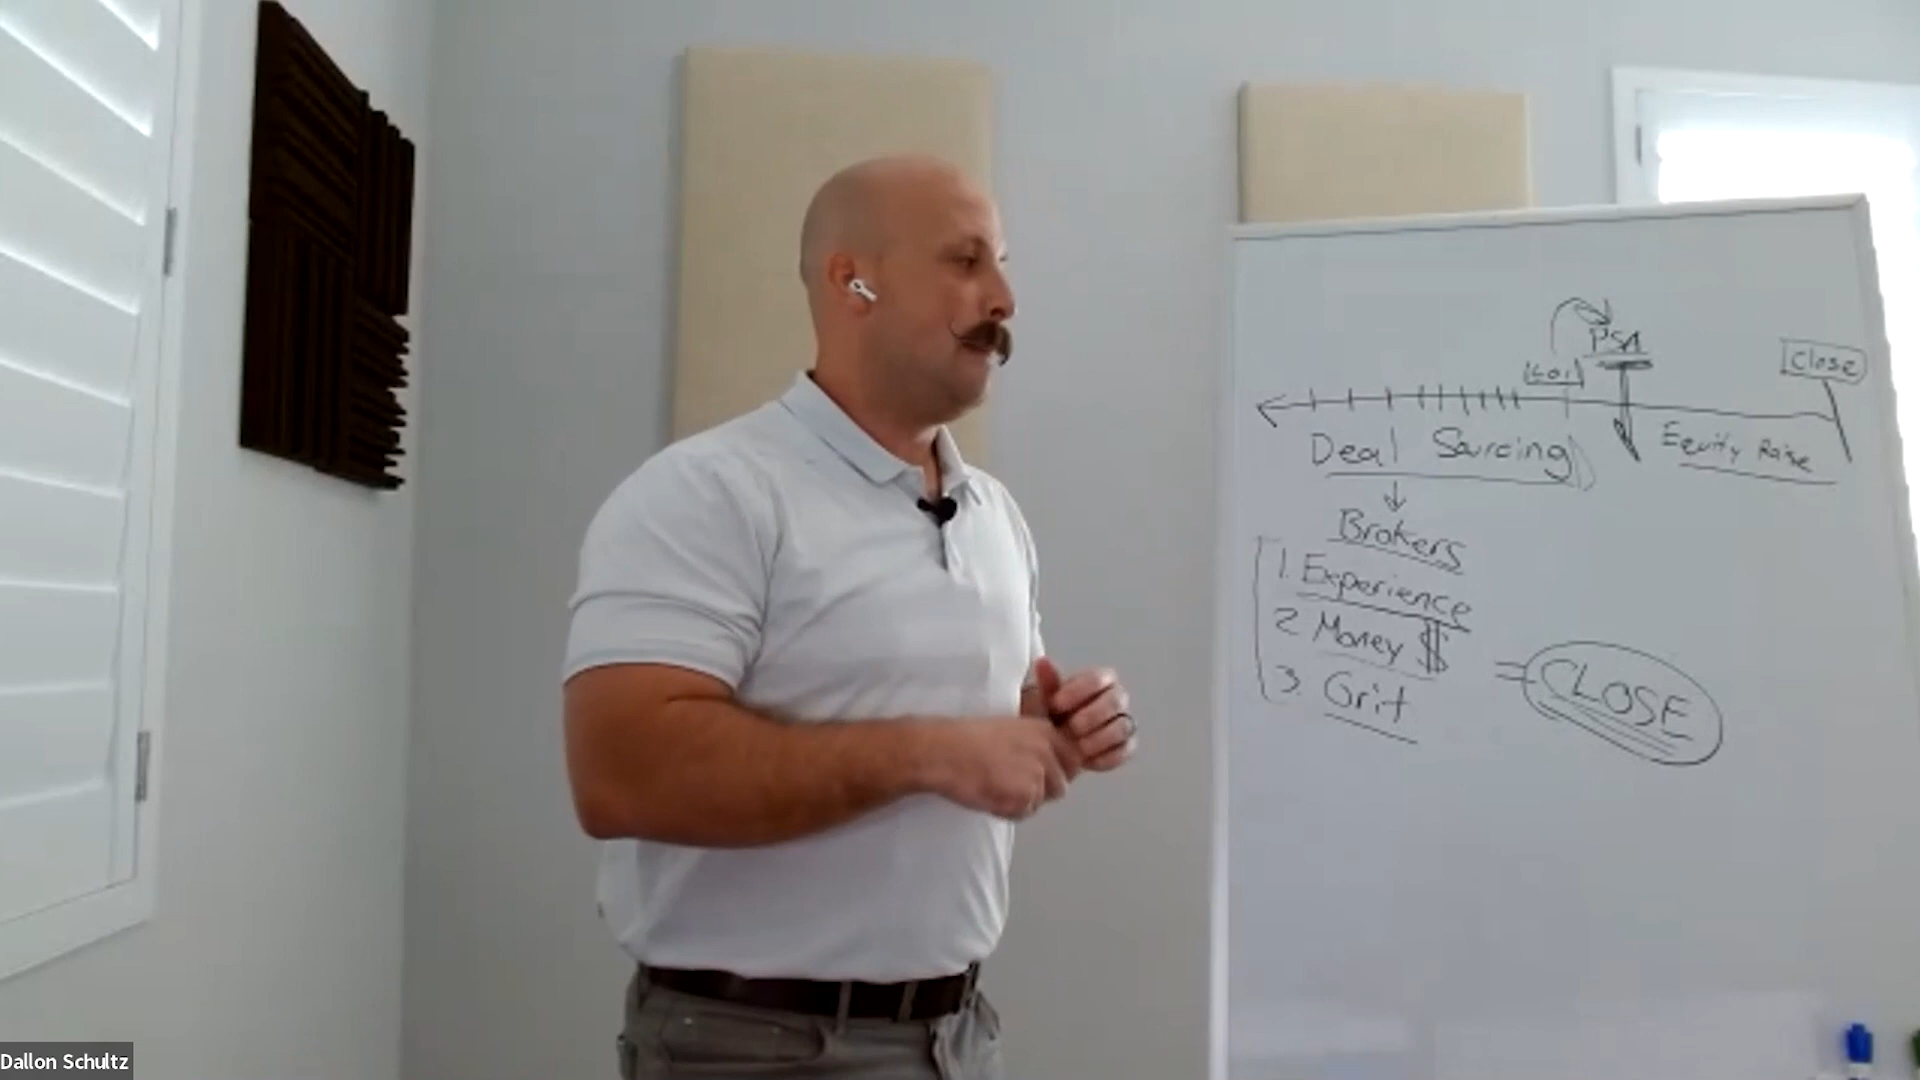 PSA
LOI
Close
Deal Sourcing
Equity Raise
Brokers
1. Experience
2 Money $
3. Grit
CLOSE
Dallon Schultz